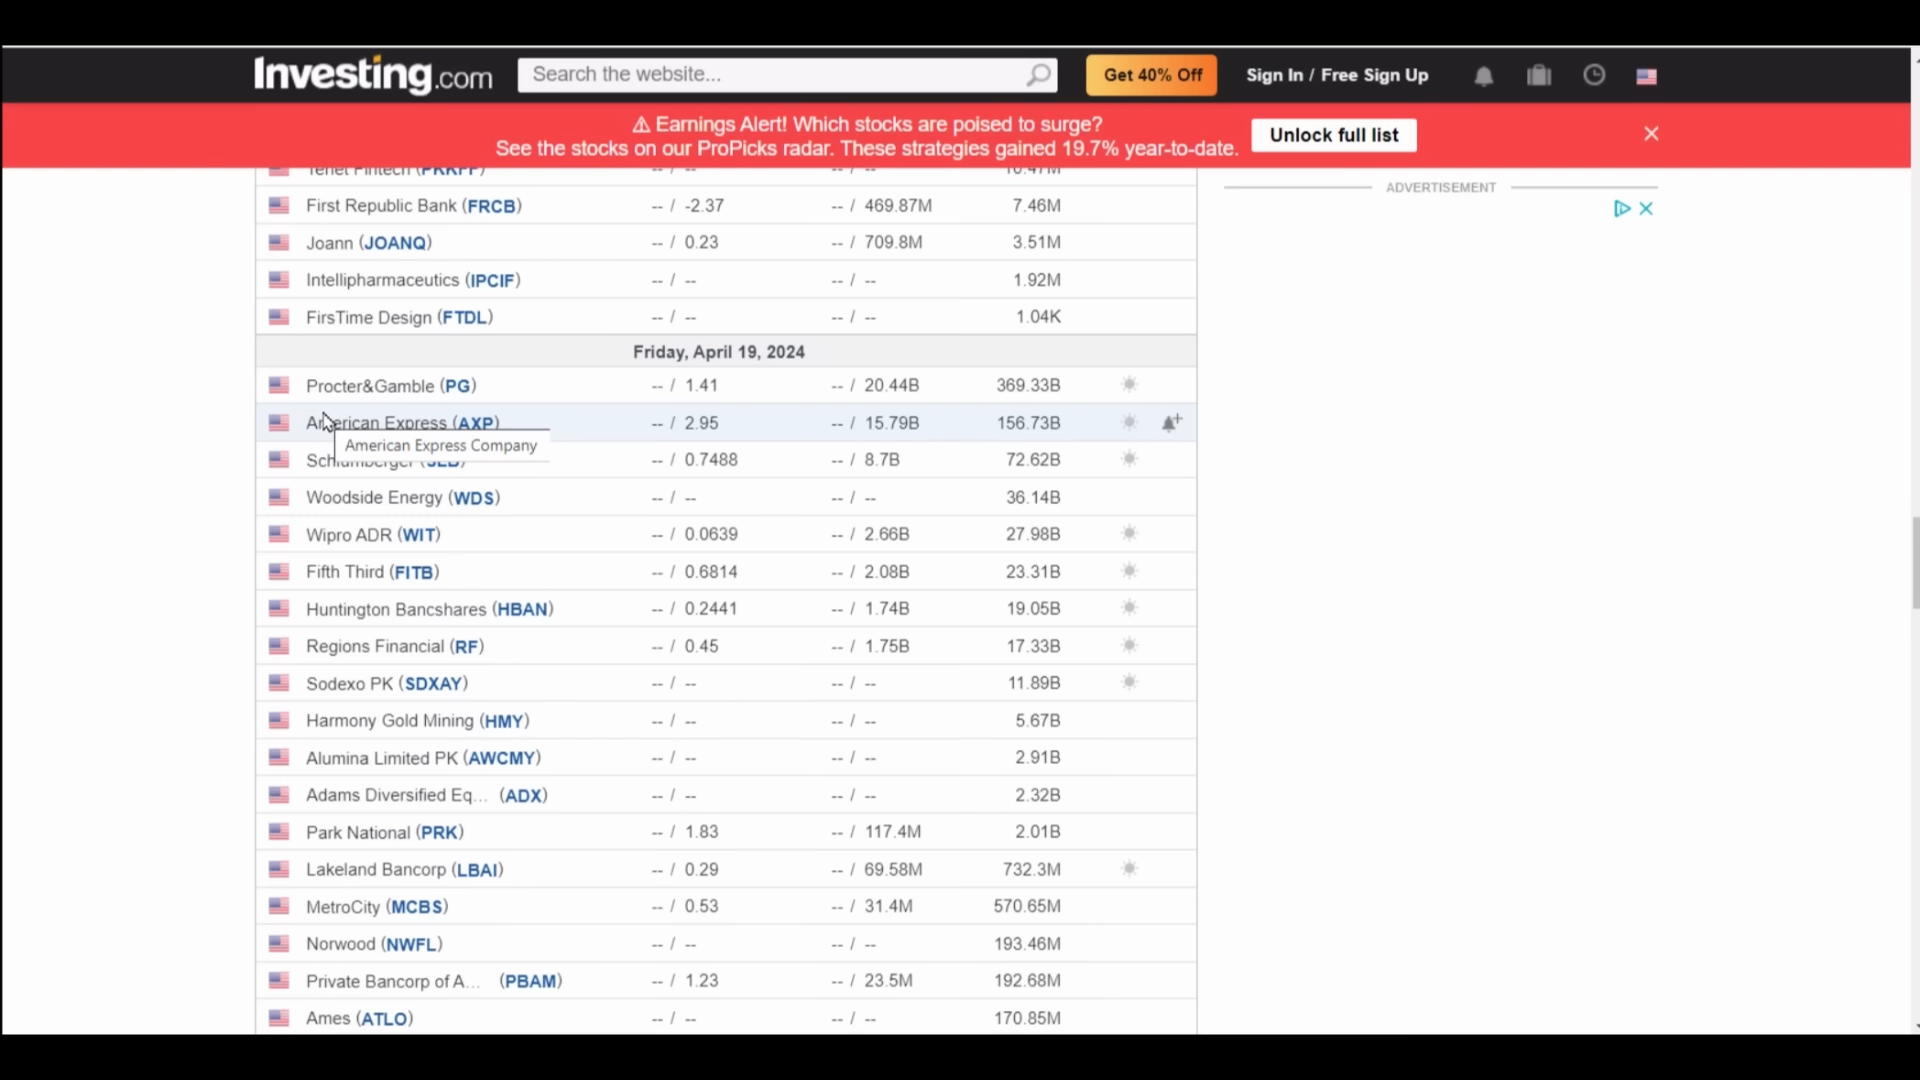 Investing.com
Search the website...
Get 40% Off
Sign In / Free Sign Up
⚠ Earnings Alert! Which stocks are poised to surge?
See the stocks on our ProPicks radar. These strategies gained 19.7% year-to-date.
Unlock full list
ADVERTISEMENT
Tenet Fintech (PKKFF) -- / -- -- / -- 10.47M
First Republic Bank (FRCB) -- / -2.37 -- / 469.87M 7.46M
Joann (JOANQ) -- / 0.23 -- / 709.8M 3.51M
Intellipharmaceutics (IPCIF) -- / -- -- / -- 1.92M
FirsTime Design (FTDL) -- / -- -- / -- 1.04K
Friday, April 19, 2024
Procter&Gamble (PG) -- / 1.41 -- / 20.44B 369.33B
American Express (AXP) -- / 2.95 -- / 15.79B 156.73B
American Express Company
Schlumberger (SLB) -- / 0.7488 -- / 8.7B 72.62B
Woodside Energy (WDS) -- / -- -- / -- 36.14B
Wipro ADR (WIT) -- / 0.0639 -- / 2.66B 27.98B
Fifth Third (FITB) -- / 0.6814 -- / 2.08B 23.31B
Huntington Bancshares (HBAN) -- / 0.2441 -- / 1.74B 19.05B
Regions Financial (RF) -- / 0.45 -- / 1.75B 17.33B
Sodexo PK (SDXAY) -- / -- -- / -- 11.89B
Harmony Gold Mining (HMY) -- / -- -- / -- 5.67B
Alumina Limited PK (AWCMY) -- / -- -- / -- 2.91B
Adams Diversified Eq... (ADX) -- / -- -- / -- 2.32B
Park National (PRK) -- / 1.83 -- / 117.4M 2.01B
Lakeland Bancorp (LBAI) -- / 0.29 -- / 69.58M 732.3M
MetroCity (MCBS) -- / 0.53 -- / 31.4M 570.65M
Norwood (NWFL) -- / -- -- / -- 193.46M
Private Bancorp of A... (PBAM) -- / 1.23 -- / 23.5M 192.68M
Ames (ATLO) -- / -- -- / -- 170.85M